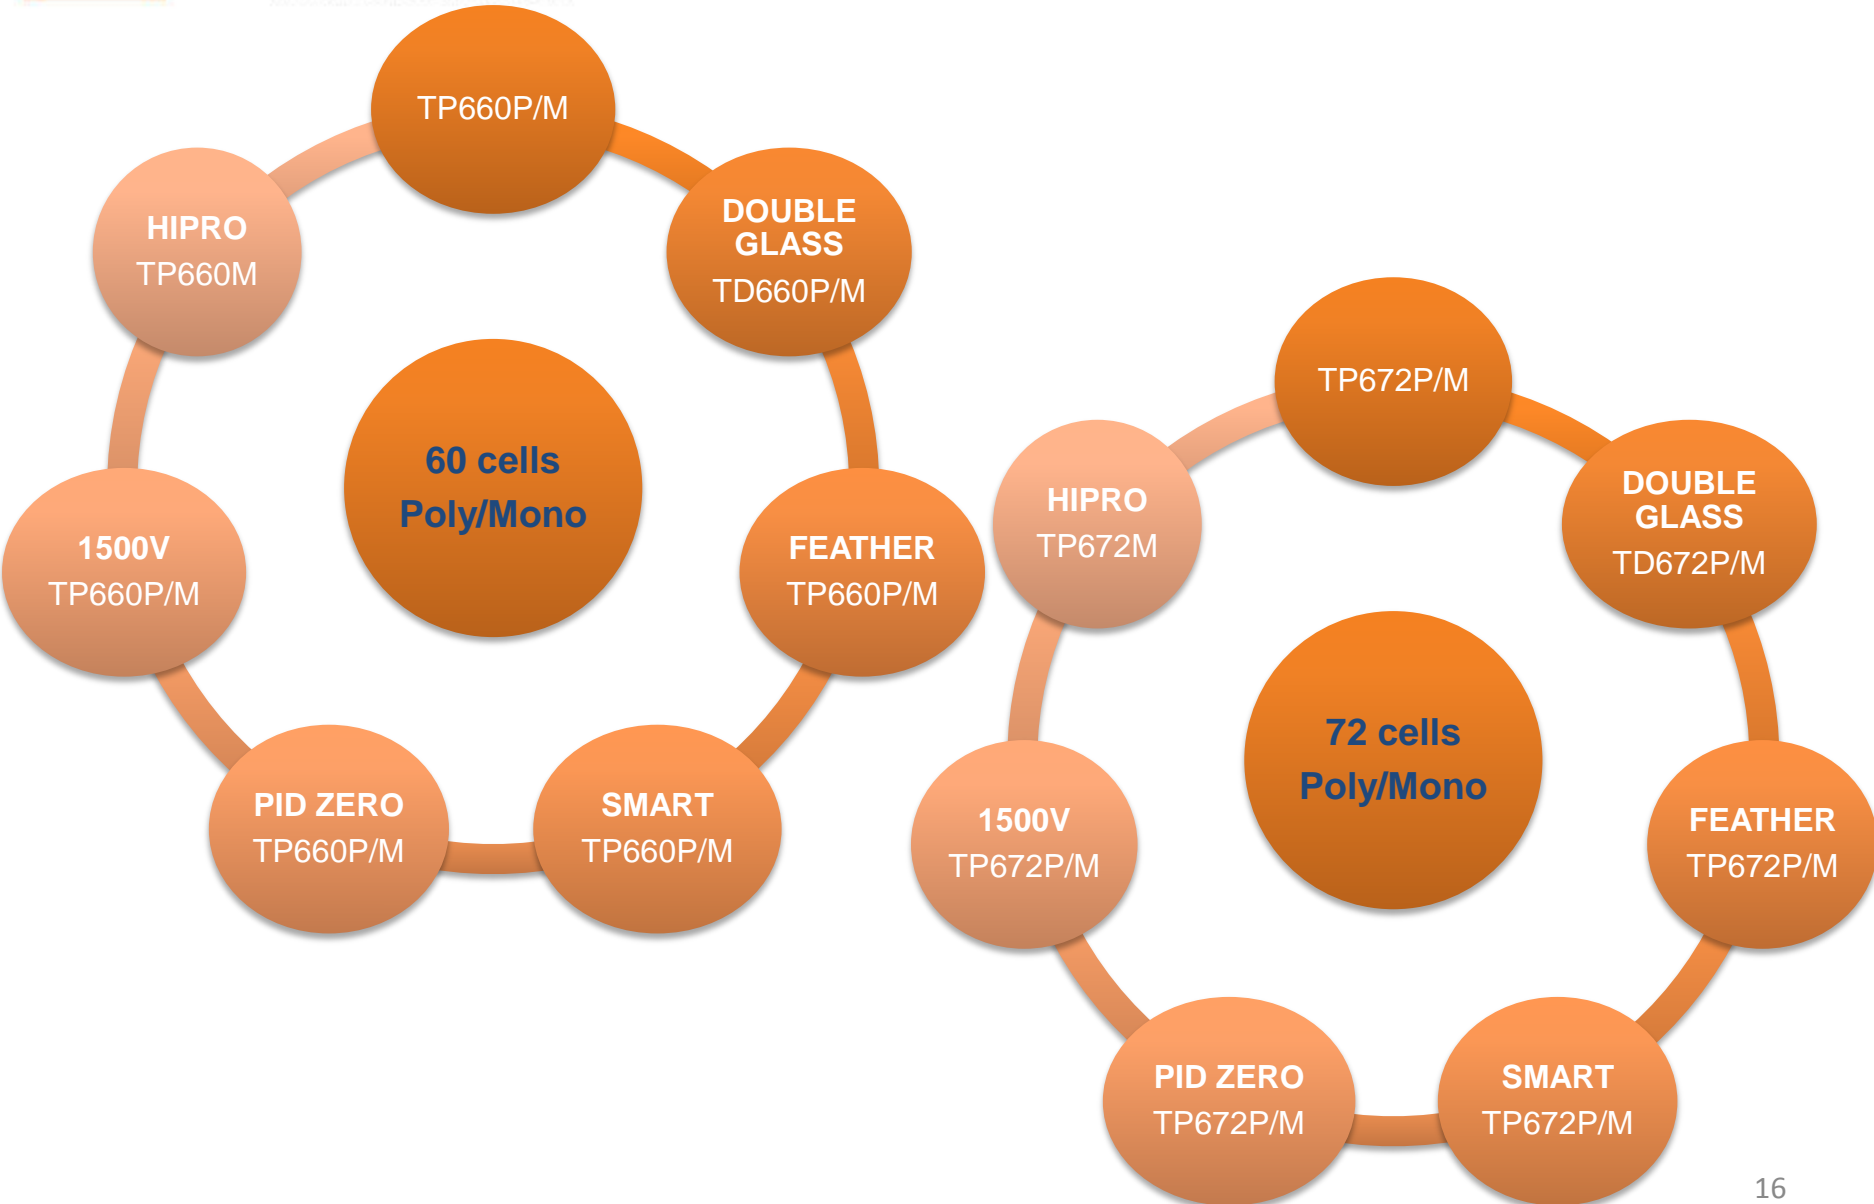 TP660P/M
DOUBLE
GLASS
TD660P/M
FEATHER
TP660P/M
SMART
TP660P/M
PID ZERO
TP660P/M
1500V
TP660P/M
HIPRO
TP660M
60 cells
Poly/Mono
TP672P/M
DOUBLE
GLASS
TD672P/M
FEATHER
TP672P/M
SMART
TP672P/M
PID ZERO
TP672P/M
1500V
TP672P/M
HIPRO
TP672M
72 cells
Poly/Mono
16